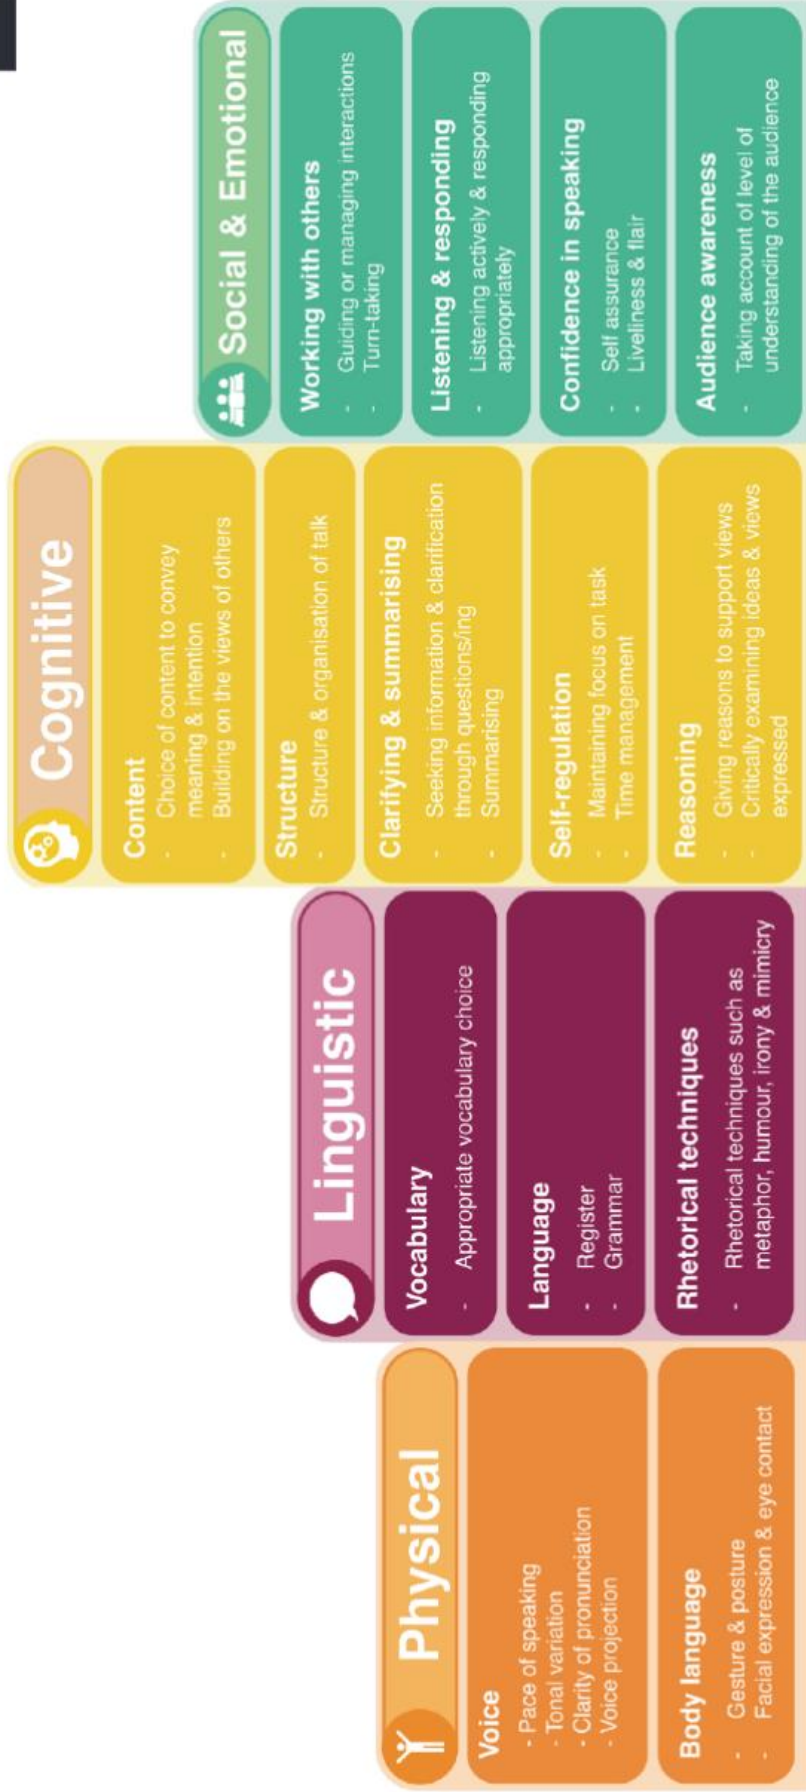 Physical
Voice
- Pace of speaking
- Tonal variation
- Clarity of pronunciation
- Voice projection
Body language
- Gesture & posture
- Facial expression & eye contact
Linguistic
Vocabulary
- Appropriate vocabulary choice
Language
- Register
- Grammar
Rhetorical techniques
- Rhetorical techniques such as
metaphor, humour, irony & mimicry
Cognitive
Content
- Choice of content to convey
meaning & intention
- Building on the views of others
Structure
- Structure & organisation of talk
Clarifying & summarising
- Seeking information & clarification
through questions/ing
- Summarising
Self-regulation
- Maintaining focus on task
- Time management
Reasoning
- Giving reasons to support views
- Critically examining ideas & views
expressed
Social & Emotional
Working with others
- Guiding or managing interactions
- Turn-taking
Listening & responding
- Listening actively & responding
appropriately
Confidence in speaking
- Self assurance
- Liveliness & flair
Audience awareness
- Taking account of level of
understanding of the audience